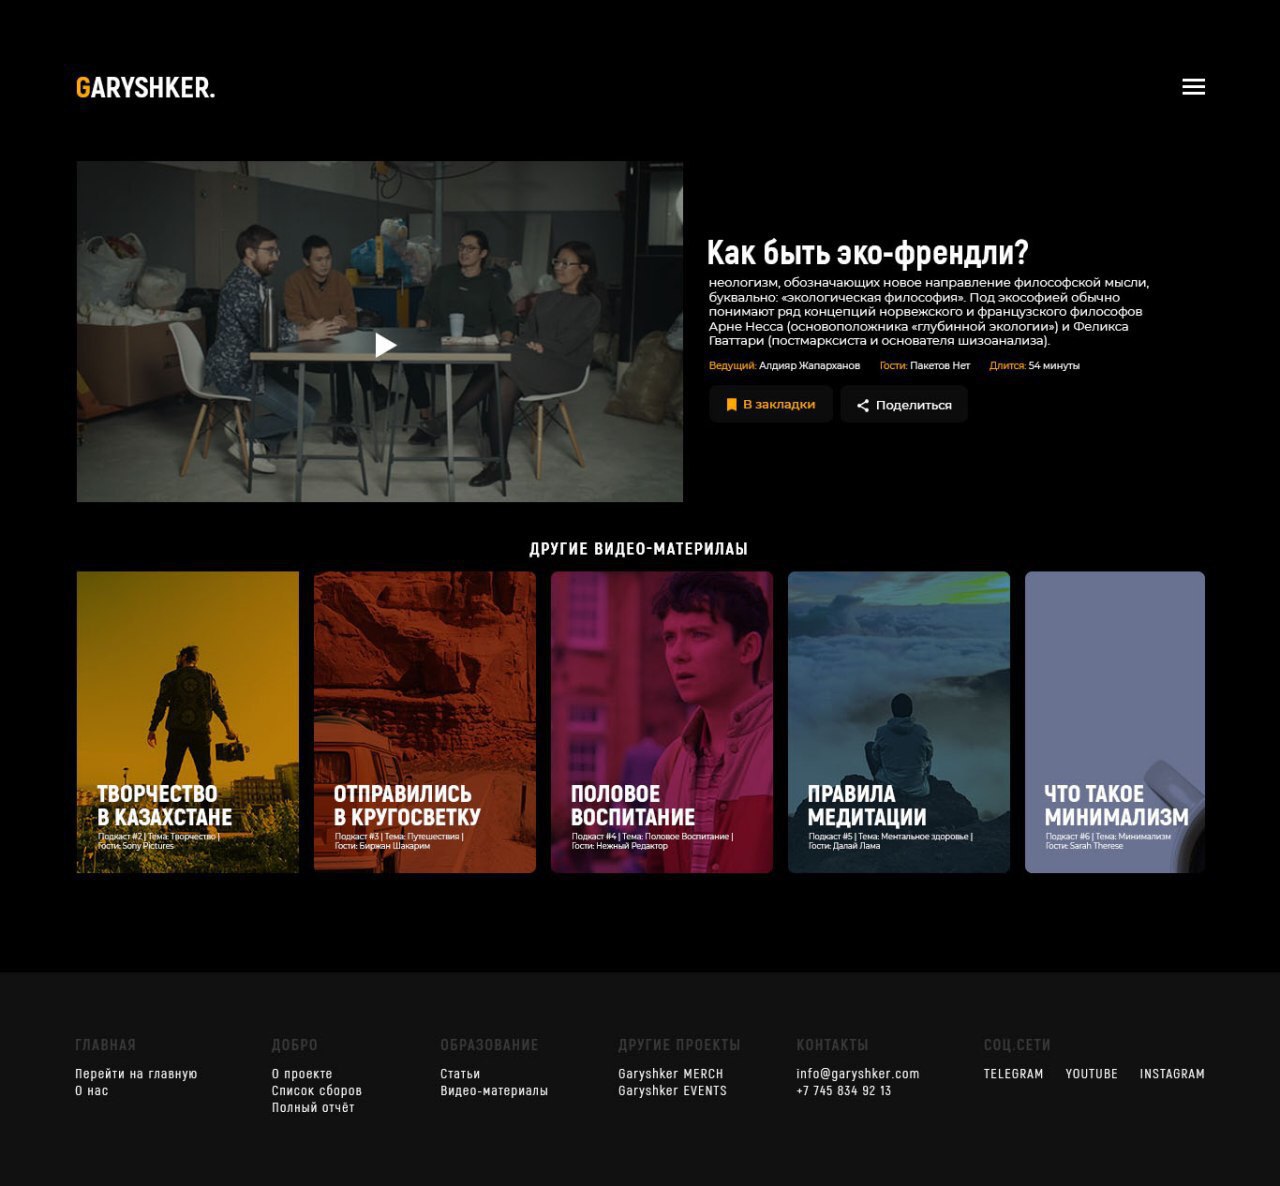 GARYSHKER.
Как быть эко-френдли?
неологизм, обозначающих новое направление философской мысли,
буквально: «экологическая философия». Под экософией обычно
понимают ряд концепций норвежского и французского философов
Арне Несса (основоположника «глубинной экологии») и Феликса
Гваттари (постмарксиста и основателя шизоанализа).
Ведущий: Алдияр Жапарханов Гости: Пакетов Нет Длится: 54 минуты
В закладки Поделиться
ДРУГИЕ ВИДЕО-МАТЕРИЛАЫ
ТВОРЧЕСТВО
В КАЗАХСТАНЕ
Подкаст #2 | Тема: Творчество |
Гости: Sony Pictures
ОТПРАВИЛИСЬ
В КРУГОСВЕТКУ
Подкаст #3 | Тема: Путешествия |
Гости: Биржан Шакарим
ПОЛОВОЕ
ВОСПИТАНИЕ
Подкаст #4 | Тема: Половое Воспитание |
Гости: Нежный Редактор
ПРАВИЛА
МЕДИТАЦИИ
Подкаст #5 | Тема: Ментальное здоровье |
Гости: Далай Лама
ЧТО ТАКОЕ
МИНИМАЛИЗМ
Подкаст #6 | Тема: Минимализм
Гости: Sarah Therese
ГЛАВНАЯ
Перейти на главную
О нас
ДОБРО
О проекте
Список сборов
Полный отчёт
ОБРАЗОВАНИЕ
Статьи
Видео-материалы
ДРУГИЕ ПРОЕКТЫ
Garyshker MERCH
Garyshker EVENTS
КОНТАКТЫ
info@garyshker.com
+7 745 834 92 13
СОЦ.СЕТИ
TELEGRAM YOUTUBE INSTAGRAM